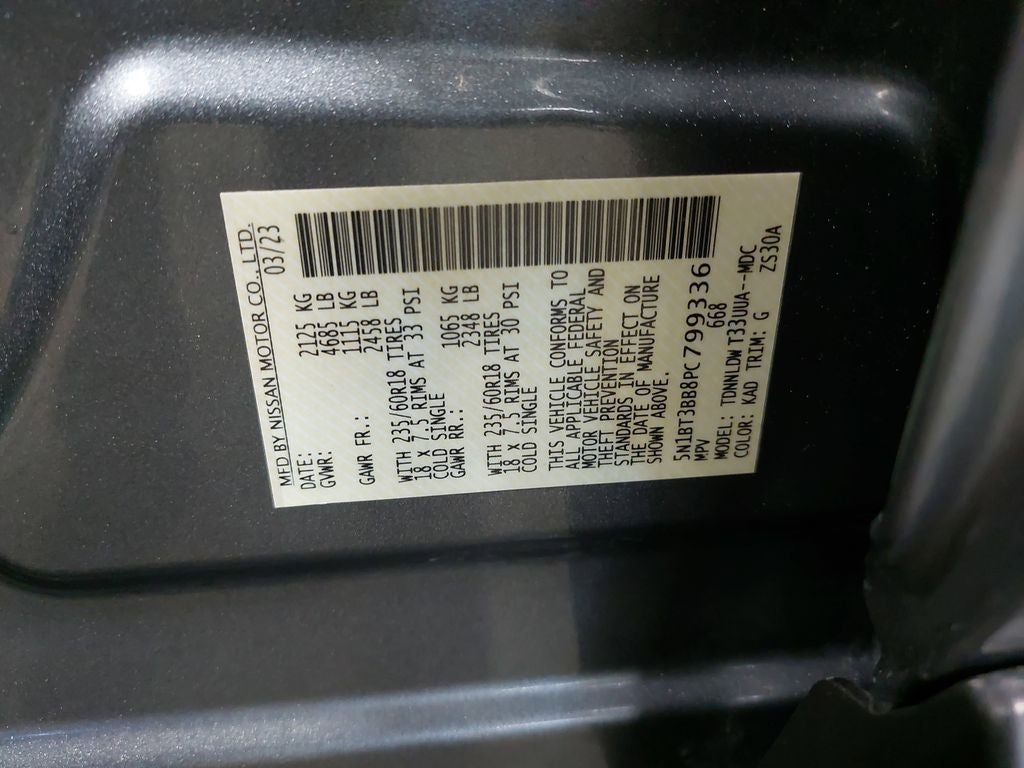 MFD BY NISSAN MOTOR CO., LTD.
DATE: 03/23
GVWR: 2125 KG
4685 LB
1115 KG
GAWR FR.: 2458 LB
WITH 235/60R18 TIRES
18 X 7.5 RIMS AT 33 PSI
COLD SINGLE
GAWR RR.: 1065 KG
2348 LB
WITH 235/60R18 TIRES
18 X 7.5 RIMS AT 30 PSI
COLD SINGLE
THIS VEHICLE CONFORMS TO
ALL APPLICABLE FEDERAL
MOTOR VEHICLE SAFETY AND
THEFT PREVENTION
STANDARDS IN EFFECT ON
THE DATE OF MANUFACTURE
SHOWN ABOVE.
5N1BT3BB8PC799336
MPV 668
MODEL: TDNNLDW T33UUA--MDC
COLOR: KAD TRIM: G ZS30A